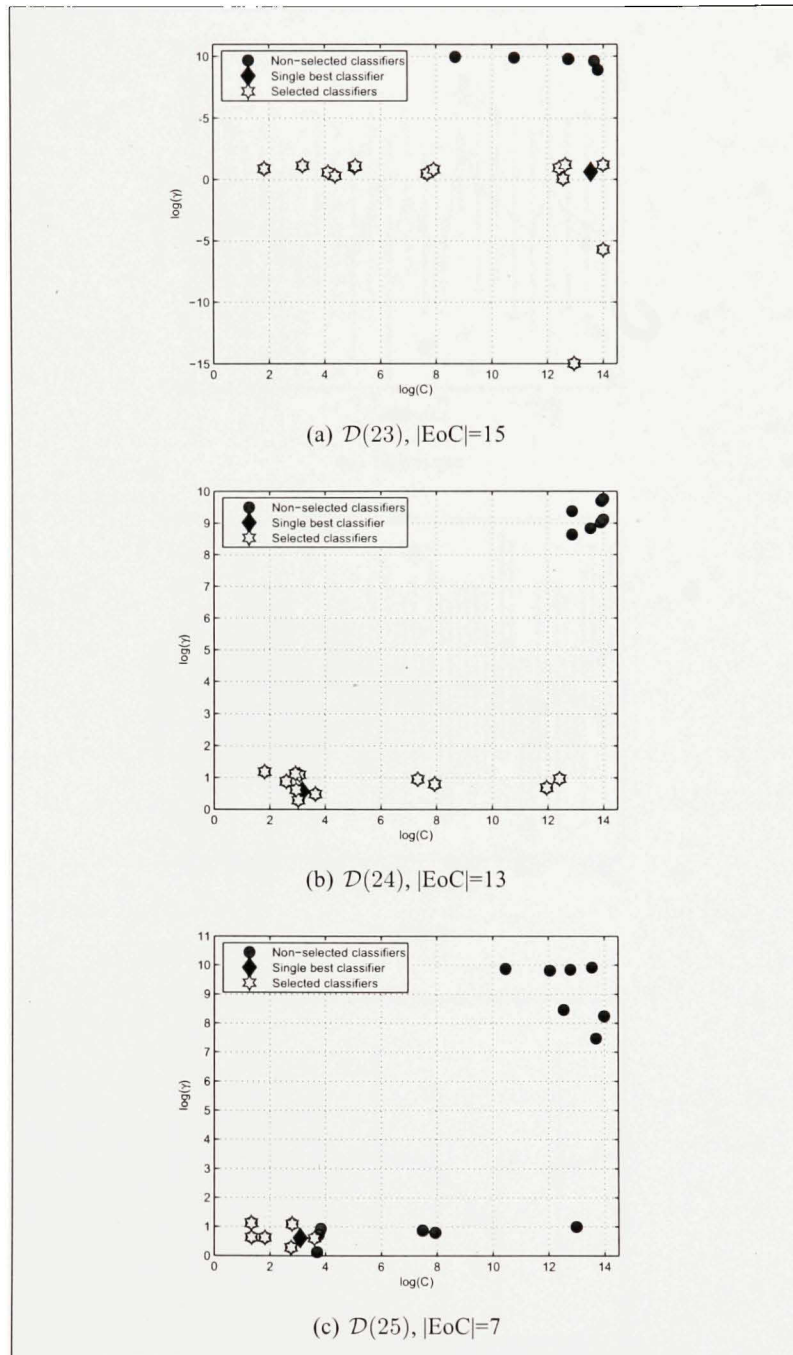 Non-selected classifiers
Single best classifier
Selected classifiers
10
-5
0
-5
-10
-15
log(γ)
0 2 4 6 8 10 12 14
log(C)
(a) D(23), |EoC|=15
Non-selected classifiers
Single best classifier
Selected classifiers
10
9
8
7
6
5
4
3
2
1
0
log(γ)
0 2 4 6 8 10 12 14
log(C)
(b) D(24), |EoC|=13
Non-selected classifiers
Single best classifier
Selected classifiers
11
10
9
8
7
6
5
4
3
2
1
0
log(γ)
0 2 4 6 8 10 12 14
log(C)
(c) D(25), |EoC|=7